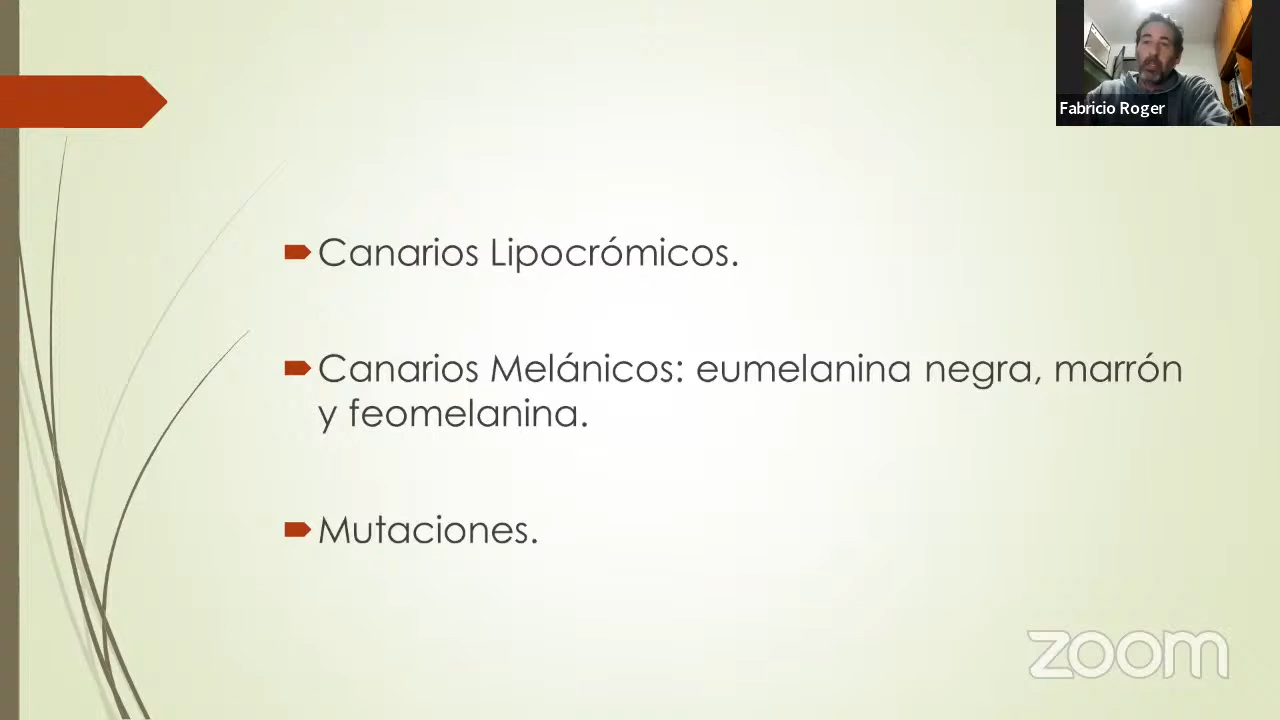 Fabricio Roger
Canarios Lipocrómicos.
Canarios Melánicos: eumelanina negra, marrón
y feomelanina.
Mutaciones.
zoom